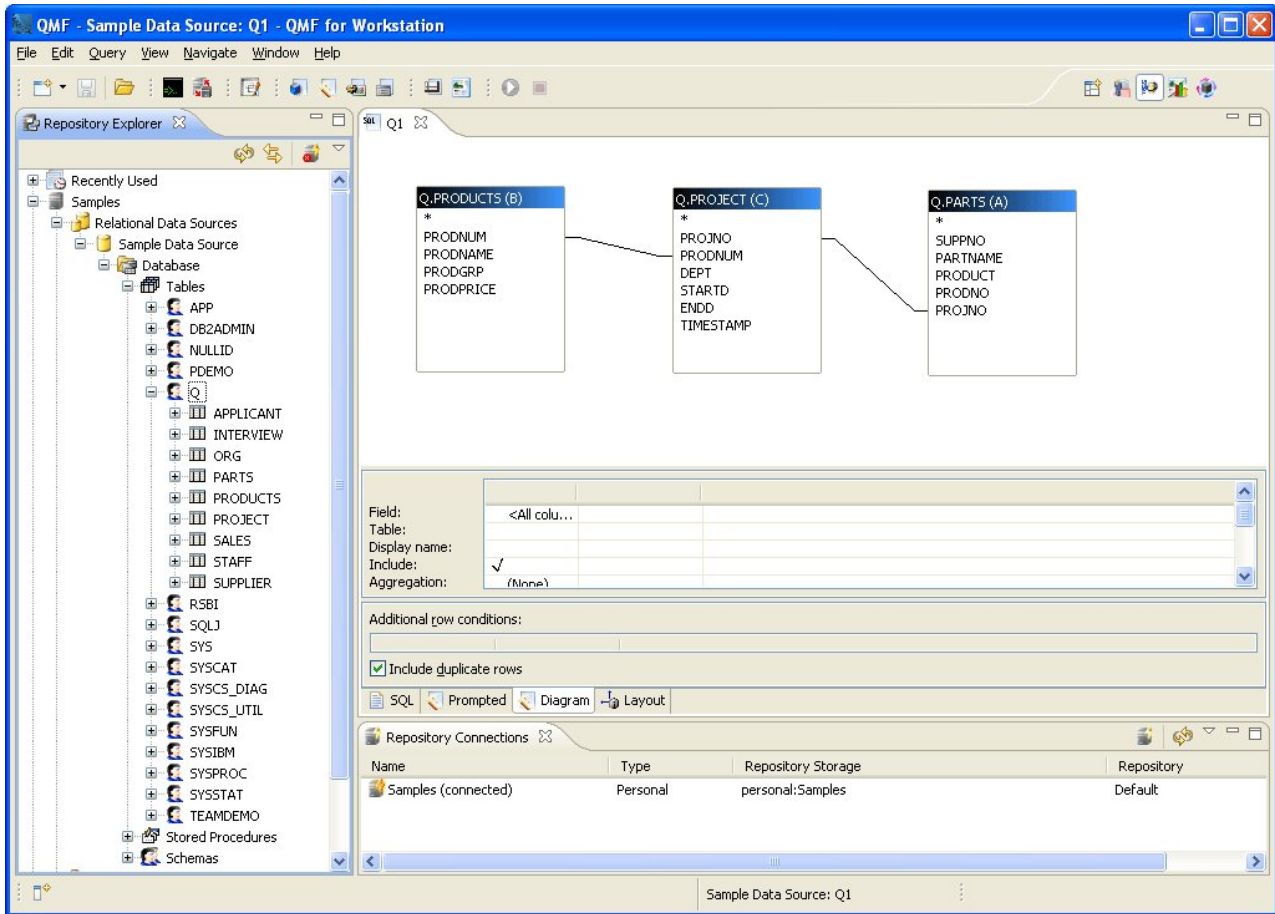 QMF - Sample Data Source: Q1 - QMF for Workstation
File Edit Query View Navigate Window Help
Repository Explorer
Recently Used
Samples
Relational Data Sources
Sample Data Source
Database
Tables
APP
DB2ADMIN
NULLID
PDEMO
Q
APPLICANT
INTERVIEW
ORG
PARTS
PRODUCTS
PROJECT
SALES
STAFF
SUPPLIER
RSBI
SQLJ
SYS
SYSCAT
SYSCS_DIAG
SYSCS_UTIL
SYSFUN
SYSIBM
SYSPROC
SYSSTAT
TEAMDEMO
Stored Procedures
Schemas
SQL Q1
Q.PRODUCTS (B)
*
PRODNUM
PRODNAME
PRODGRP
PRODPRICE
Q.PROJECT (C)
*
PROJNO
PRODNUM
DEPT
STARTD
ENDD
TIMESTAMP
Q.PARTS (A)
*
SUPPNO
PARTNAME
PRODUCT
PRODNO
PROJNO
Field: <All colu...
Table:
Display name:
Include: ✓
Aggregation: (None)
Additional row conditions:
Include duplicate rows
SQL Prompted Diagram Layout
Repository Connections
Name Type Repository Storage Repository
Samples (connected) Personal personal:Samples Default
Sample Data Source: Q1